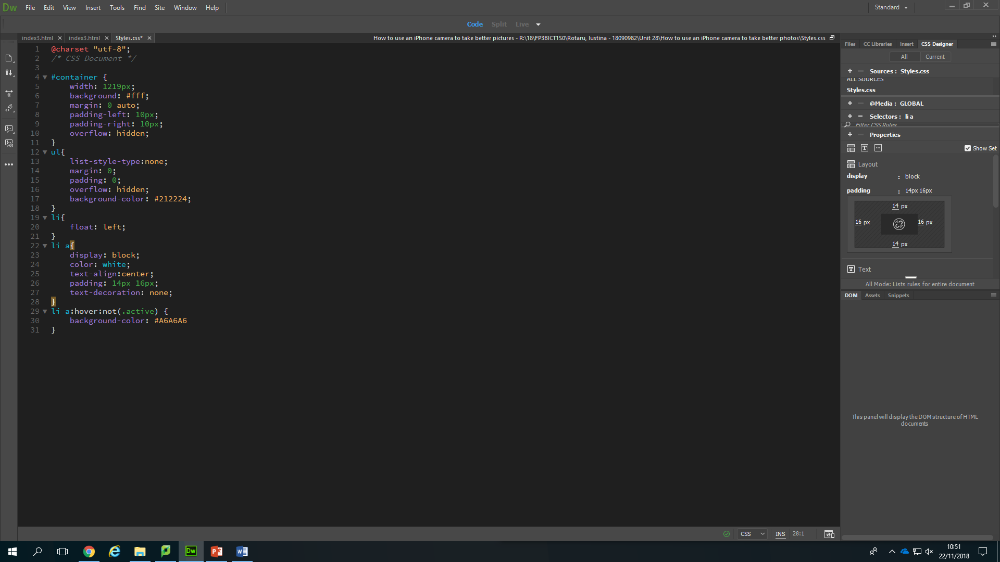 Dw File Edit View Insert Tools Find Site Window Help Standard
Code Split Live
index3.html index3.html Styles.css* How to use an iPhone camera to take better pictures - R:\18\FP3BICT1S0\Rotaru, Iustina - 18090982\Unit 28\How to use an iPhone camera to take better photos\Styles.css
1 @charset "utf-8";
2 /* CSS Document */
3
4 #container {
5 width: 1219px;
6 background: #fff;
7 margin: 0 auto;
8 padding-left: 10px;
9 padding-right: 10px;
10 overflow: hidden;
11 }
12 ul{
13 list-style-type:none;
14 margin: 0;
15 padding: 0;
16 overflow: hidden;
17 background-color: #212224;
18 }
19 li{
20 float: left;
21 }
22 li a{
23 display: block;
24 color: white;
25 text-align:center;
26 padding: 14px 16px;
27 text-decoration: none;
28 }
29 li a:hover:not(.active) {
30 background-color: #A6A6A6
31 }
Files CC Libraries Insert CSS Designer
All Current
+ - Sources : Styles.css
ALL SOURCES
Styles.css
+ - @Media : GLOBAL
+ - Selectors : li a
Filter CSS Rules
+ - Properties
T Show Set
Layout
display : block
padding : 14px 16px
14 px
16 px 16 px
14 px
T Text
All Mode: Lists rules for entire document
DOM Assets Snippets
This panel will display the DOM structure of HTML
documents
CSS INS 28:1
Dw
10:51
22/11/2018